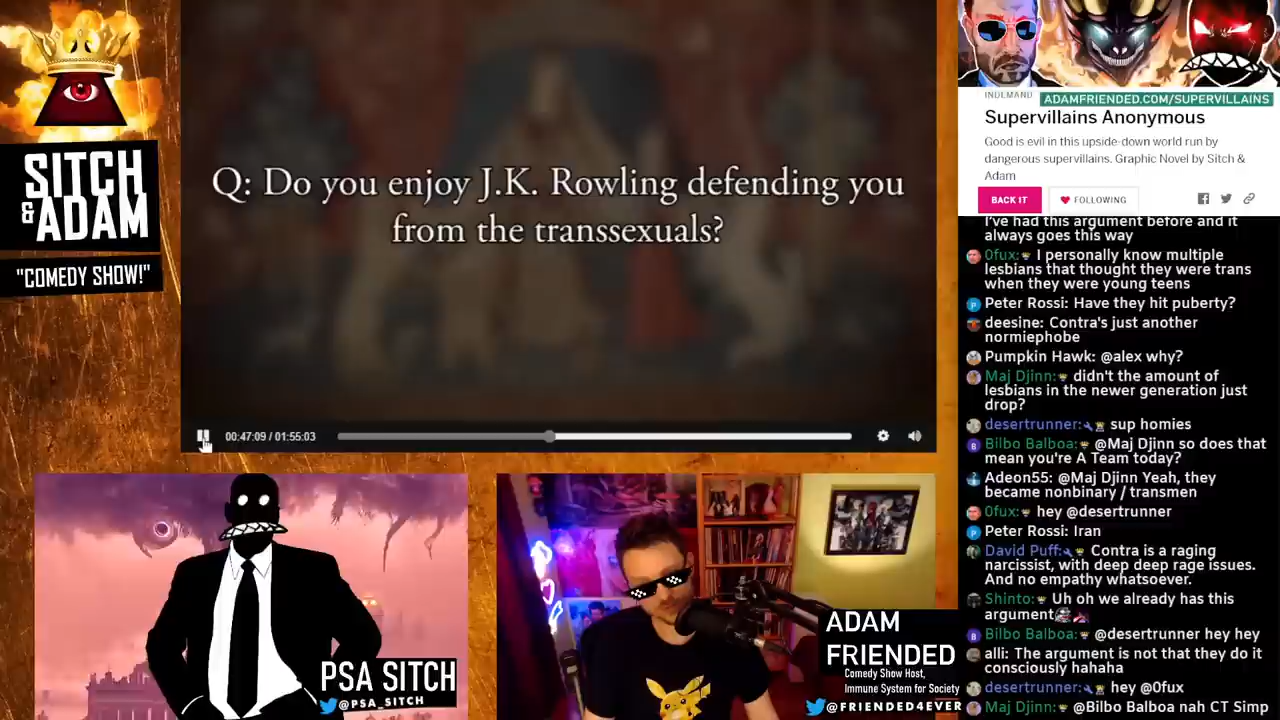 SITCH
& ADAM
"COMEDY SHOW!"
Q: Do you enjoy J.K. Rowling defending you
from the transsexuals?
00:47:09 / 01:55:03
PSA SITCH
@PSA_SITCH
ADAM
FRIENDED
Comedy Show Host,
Immune System for Society
@FRIENDED4EVER
INDEMAND
ADAMFRIENDED.COM/SUPERVILLAINS
Supervillains Anonymous
Good is evil in this upside-down world run by
dangerous supervillains. Graphic Novel by Sitch &
Adam
BACK IT
FOLLOWING
I've had this argument before and it
always goes this way
0fux: I personally know multiple
lesbians that thought they were trans
when they were young teens
Peter Rossi: Have they hit puberty?
deesine: Contra's just another
normiephobe
Pumpkin Hawk: @alex why?
Maj Djinn: didn't the amount of
lesbians in the newer generation just
drop?
desertrunner: sup homies
Bilbo Balboa: @Maj Djinn so does that
mean you're A Team today?
Adeon55: @Maj Djinn Yeah, they
became nonbinary / transmen
0fux: hey @desertrunner
Peter Rossi: Iran
David Puff: Contra is a raging
narcissist, with deep deep rage issues.
And no empathy whatsoever.
Shinto: Uh oh we already has this
argument
Bilbo Balboa: @desertrunner hey hey
alli: The argument is not that they do it
consciously hahaha
desertrunner: hey @0fux
Maj Djinn: @Bilbo Balboa nah CT Simp